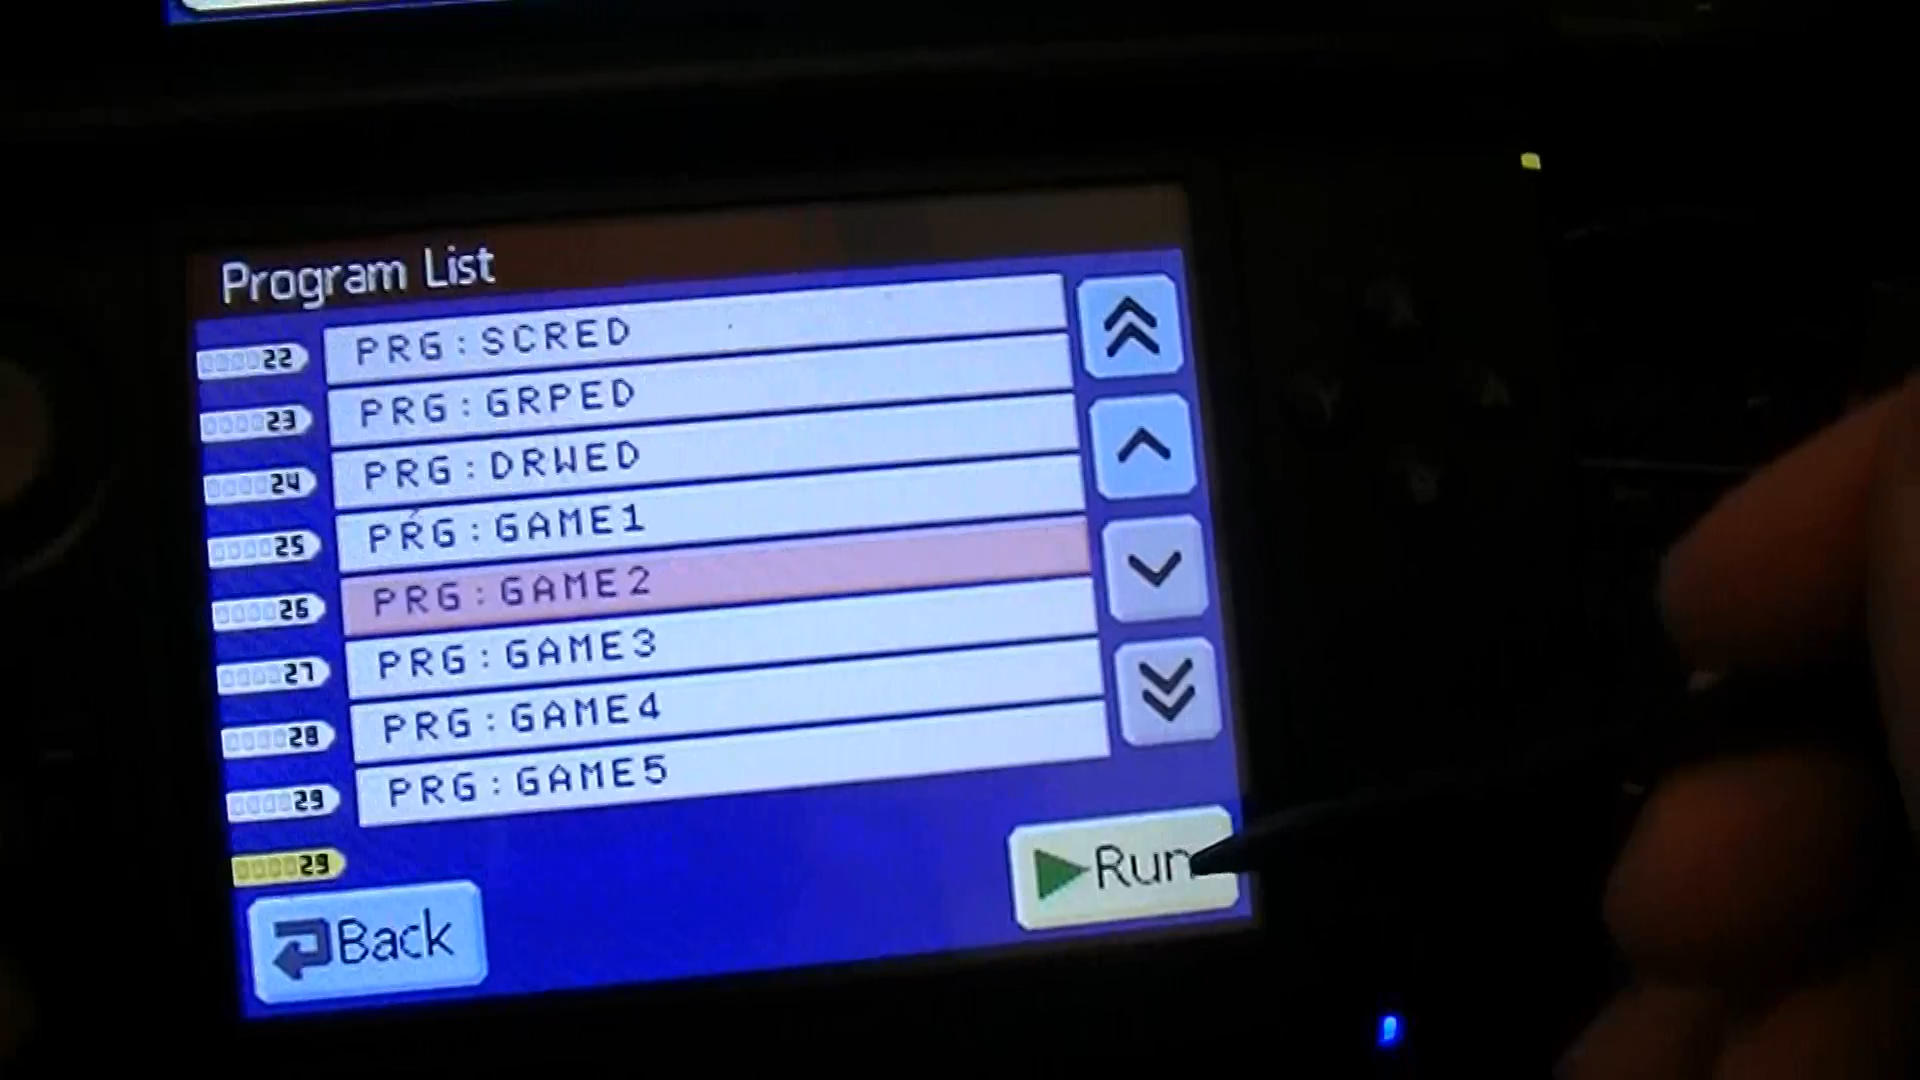 Program List
22 PRG:SCRED
23 PRG:GRPED
24 PRG:DRWED
25 PRG:GAME1
26 PRG:GAME2
27 PRG:GAME3
28 PRG:GAME4
29 PRG:GAME5
29
Back
Run
X
Y A
B